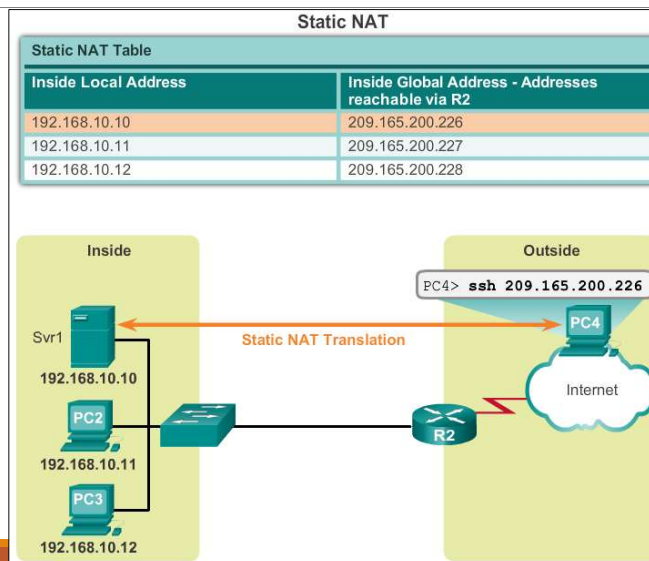 Static NAT
Static NAT Table
Inside Local Address
Inside Global Address - Addresses
reachable via R2
192.168.10.10
209.165.200.226
192.168.10.11
209.165.200.227
192.168.10.12
209.165.200.228
Inside
Outside
PC4> ssh 209.165.200.226
Svr1
Static NAT Translation
PC4
192.168.10.10
Internet
PC2
R2
192.168.10.11
PC3
192.168.10.12